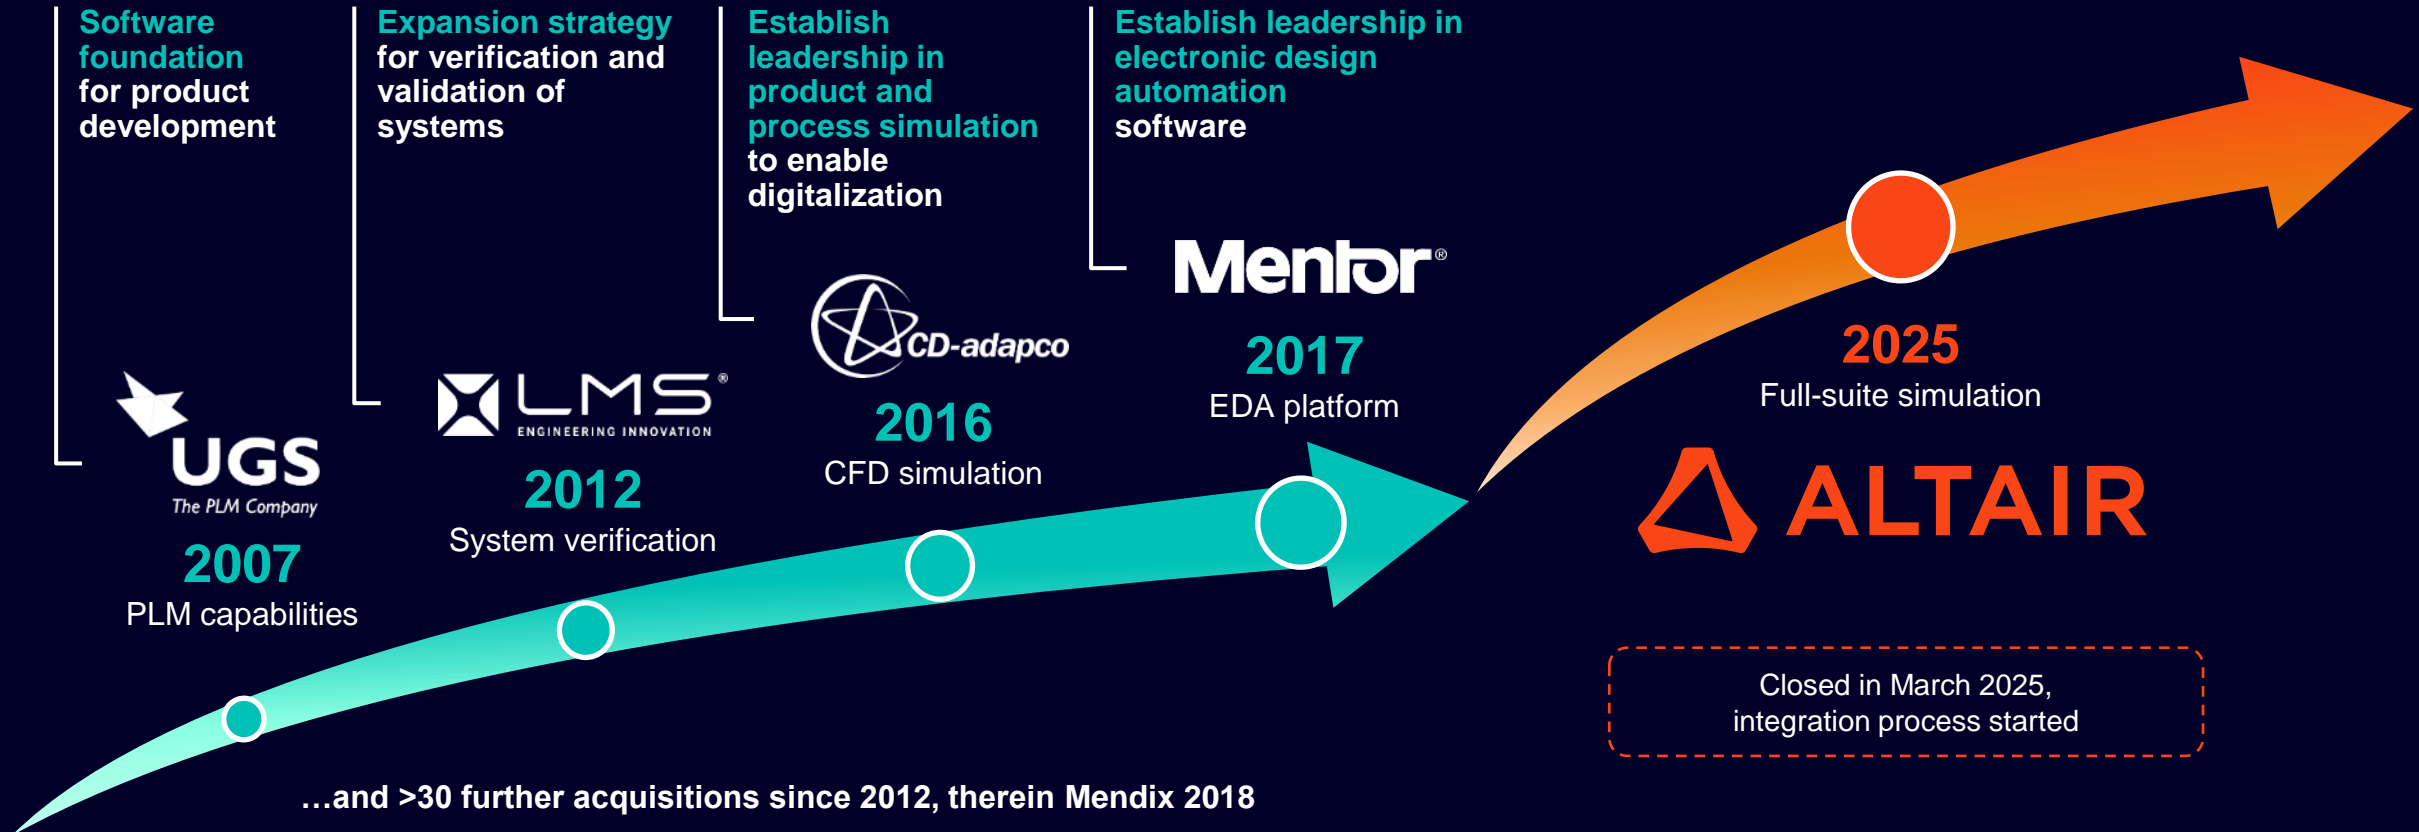 Software
foundation
for product
development
Expansion strategy
for verification and
validation of
systems
Establish
leadership in
product and
process simulation
to enable
digitalization
Establish leadership in
electronic design
automation
software
UGS
The PLM Company
2007
PLM capabilities
LMS®
ENGINEERING INNOVATION
2012
System verification
CD-adapco
2016
CFD simulation
Mentor®
2017
EDA platform
2025
Full-suite simulation
ALTAIR
Closed in March 2025,
integration process started
…and >30 further acquisitions since 2012, therein Mendix 2018